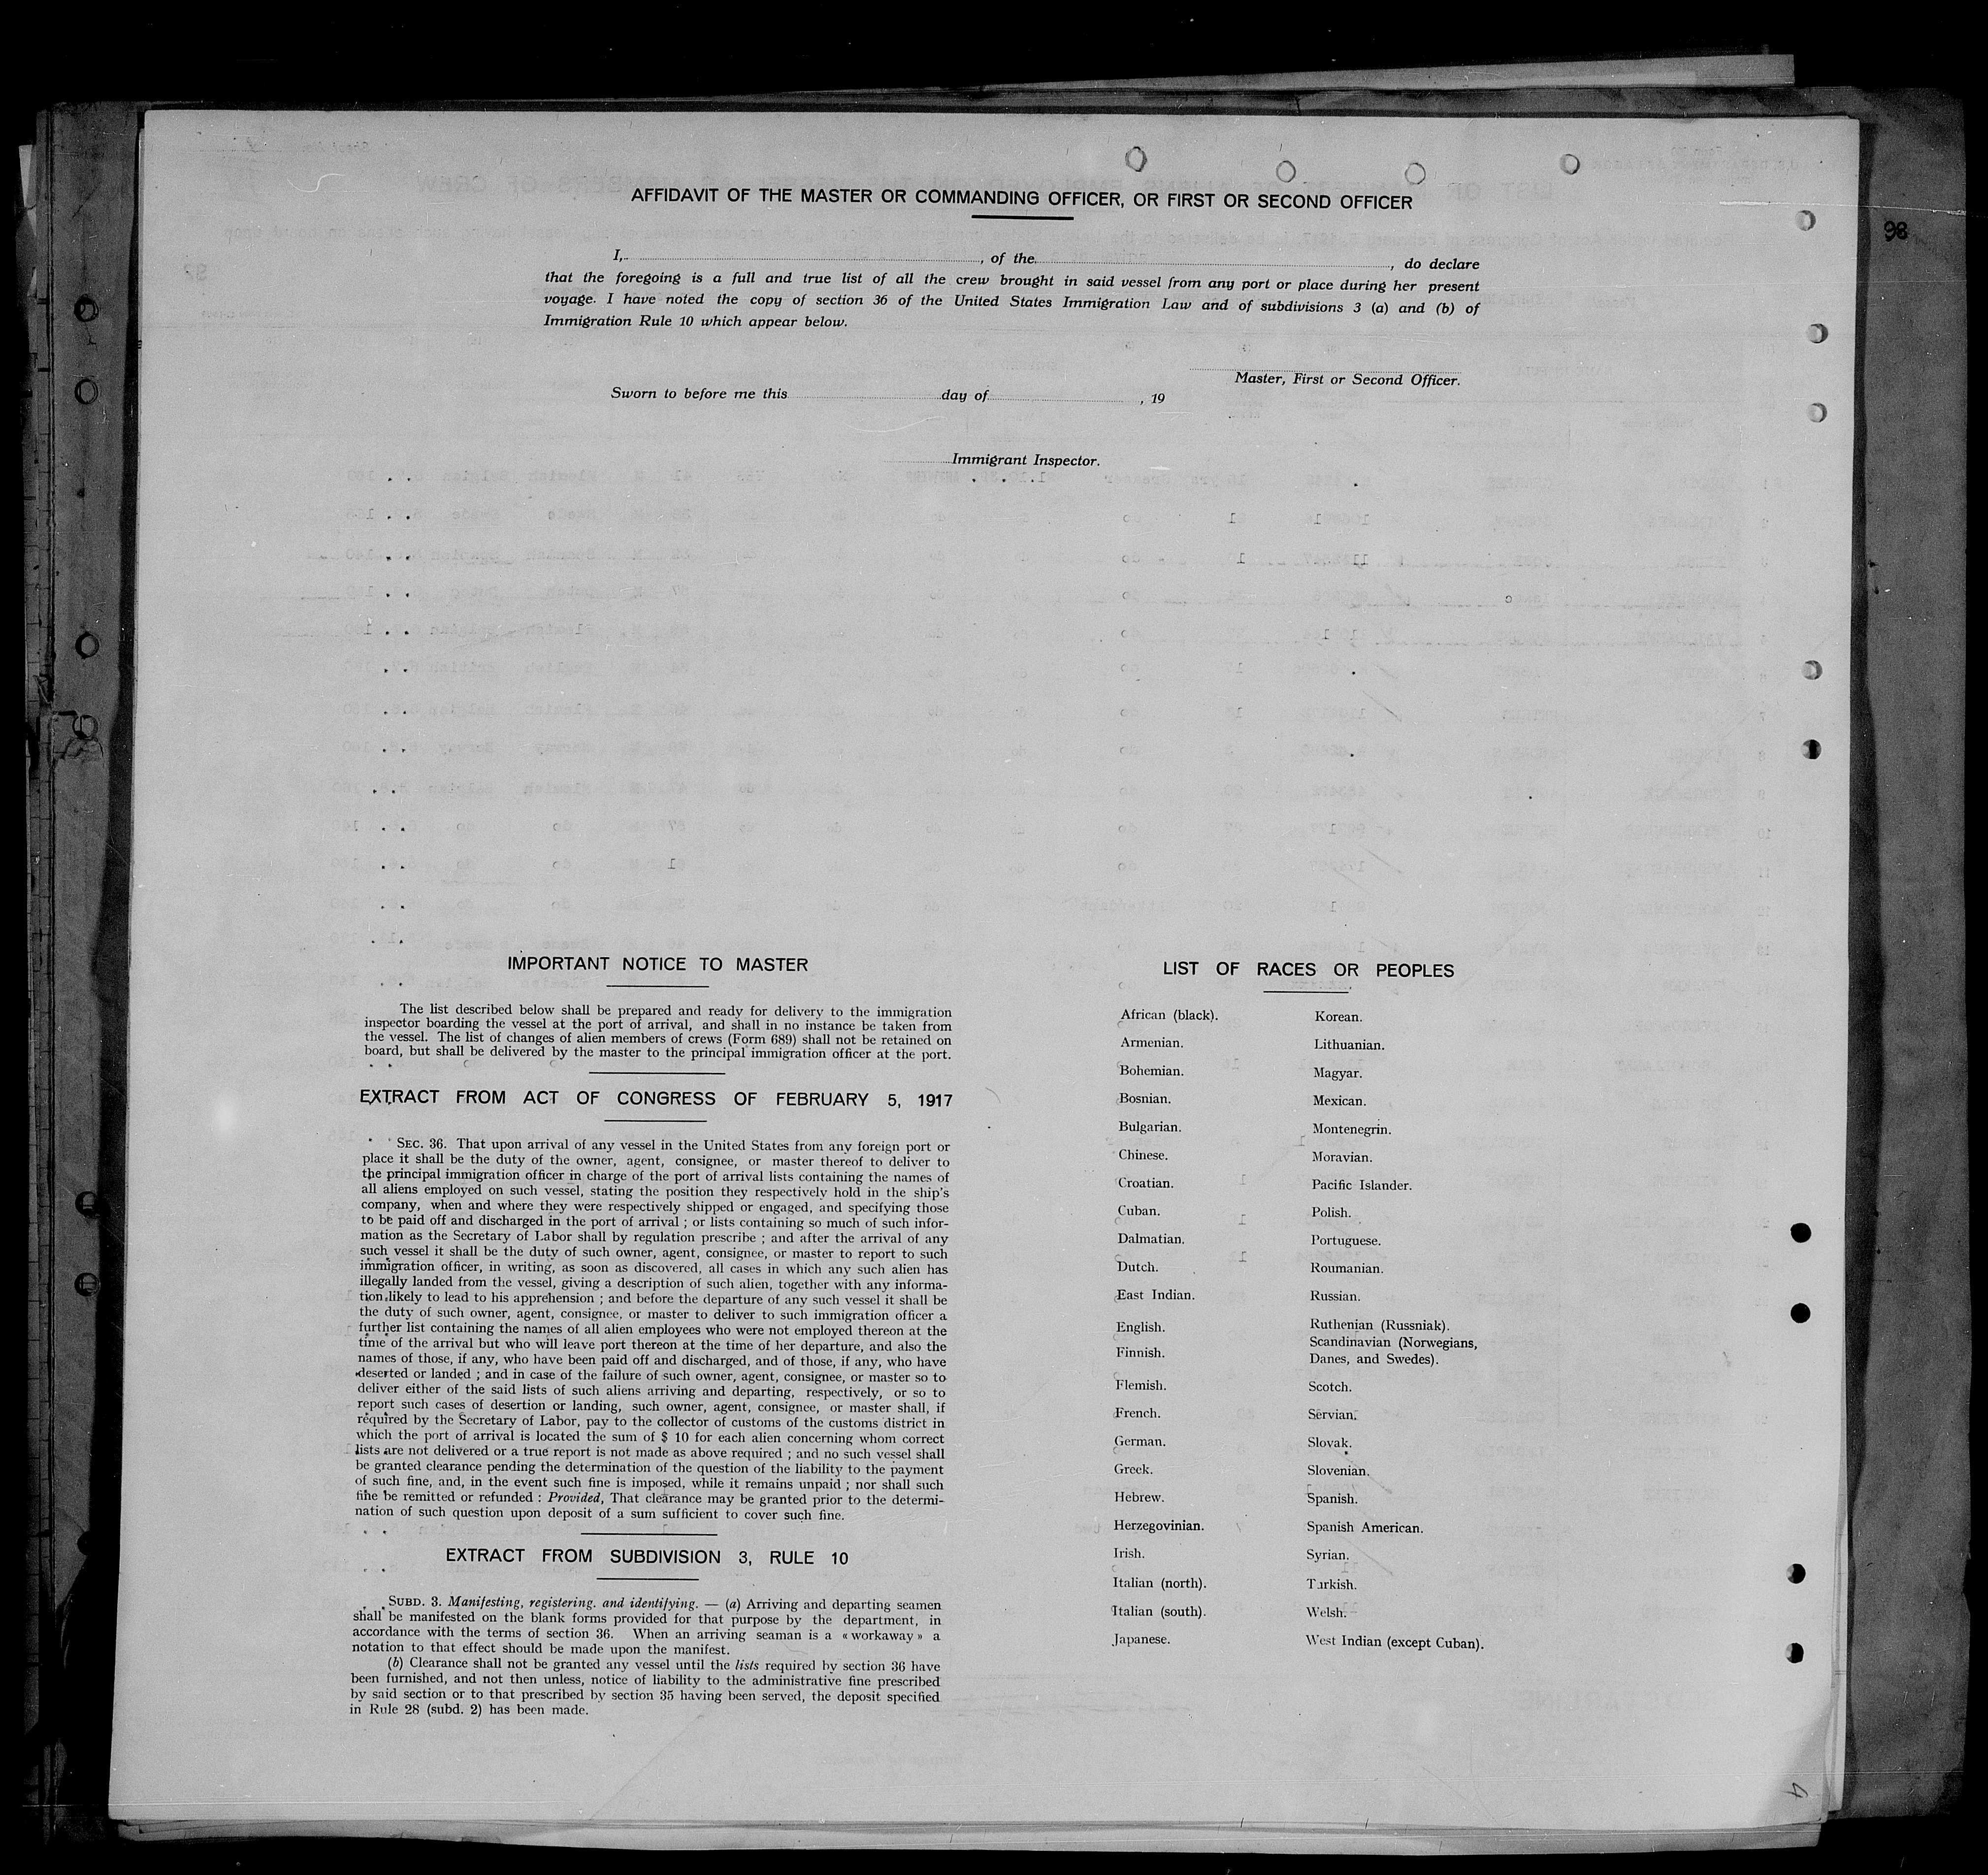 98
AFFIDAVIT OF THE MASTER OR COMMANDING OFFICER, OR FIRST OR SECOND OFFICER
I, , of the , do declare
that the foregoing is a full and true list of all the crew brought in said vessel from any port or place during her present
voyage. I have noted the copy of section 36 of the United States Immigration Law and of subdivisions 3 (a) and (b) of
Immigration Rule 10 which appear below.
Master, First or Second Officer.
Sworn to before me this day of , 19
Immigrant Inspector.
IMPORTANT NOTICE TO MASTER
The list described below shall be prepared and ready for delivery to the immigration
inspector boarding the vessel at the port of arrival, and shall in no instance be taken from
the vessel. The list of changes of alien members of crews (Form 689) shall not be retained on
board, but shall be delivered by the master to the principal immigration officer at the port.
EXTRACT FROM ACT OF CONGRESS OF FEBRUARY 5, 1917
SEC. 36. That upon arrival of any vessel in the United States from any foreign port or
place it shall be the duty of the owner, agent, consignee, or master thereof to deliver to
the principal immigration officer in charge of the port of arrival lists containing the names of
all aliens employed on such vessel, stating the position they respectively hold in the ship's
company, when and where they were respectively shipped or engaged, and specifying those
to be paid off and discharged in the port of arrival ; or lists containing so much of such infor-
mation as the Secretary of Labor shall by regulation prescribe ; and after the arrival of any
such vessel it shall be the duty of such owner, agent, consignee, or master to report to such
immigration officer, in writing, as soon as discovered, all cases in which any such alien has
illegally landed from the vessel, giving a description of such alien, together with any informa-
tion likely to lead to his apprehension ; and before the departure of any such vessel it shall be
the duty of such owner, agent, consignee, or master to deliver to such immigration officer a
further list containing the names of all alien employees who were not employed thereon at the
time of the arrival but who will leave port thereon at the time of her departure, and also the
names of those, if any, who have been paid off and discharged, and of those, if any, who have
deserted or landed ; and in case of the failure of such owner, agent, consignee, or master so to
deliver either of the said lists of such aliens arriving and departing, respectively, or so to
report such cases of desertion or landing, such owner, agent, consignee, or master shall, if
required by the Secretary of Labor, pay to the collector of customs of the customs district in
which the port of arrival is located the sum of $ 10 for each alien concerning whom correct
lists are not delivered or a true report is not made as above required ; and no such vessel shall
be granted clearance pending the determination of the question of the liability to the payment
of such fine, and, in the event such fine is imposed, while it remains unpaid ; nor shall such
fine be remitted or refunded : Provided, That clearance may be granted prior to the determi-
nation of such question upon deposit of a sum sufficient to cover such fine.
EXTRACT FROM SUBDIVISION 3, RULE 10
SUBD. 3. Manifesting, registering. and identifying. — (a) Arriving and departing seamen
shall be manifested on the blank forms provided for that purpose by the department, in
accordance with the terms of section 36. When an arriving seaman is a « workaway » a
notation to that effect should be made upon the manifest.
(b) Clearance shall not be granted any vessel until the lists required by section 36 have
been furnished, and not then unless, notice of liability to the administrative fine prescribed
by said section or to that prescribed by section 35 having been served, the deposit specified
in Rule 28 (subd. 2) has been made.
LIST OF RACES OR PEOPLES
African (black).
Armenian.
Bohemian.
Bosnian.
Bulgarian.
Chinese.
Croatian.
Cuban.
Dalmatian.
Dutch.
East Indian.
English.
Finnish.
Flemish.
French.
German.
Greek.
Hebrew.
Herzegovinian.
Irish.
Italian (north).
Italian (south).
Japanese.
Korean.
Lithuanian.
Magyar.
Mexican.
Montenegrin.
Moravian.
Pacific Islander.
Polish.
Portuguese.
Roumanian.
Russian.
Ruthenian (Russniak).
Scandinavian (Norwegians,
Danes, and Swedes).
Scotch.
Servian.
Slovak.
Slovenian.
Spanish.
Spanish American.
Syrian.
Turkish.
Welsh.
West Indian (except Cuban).
4